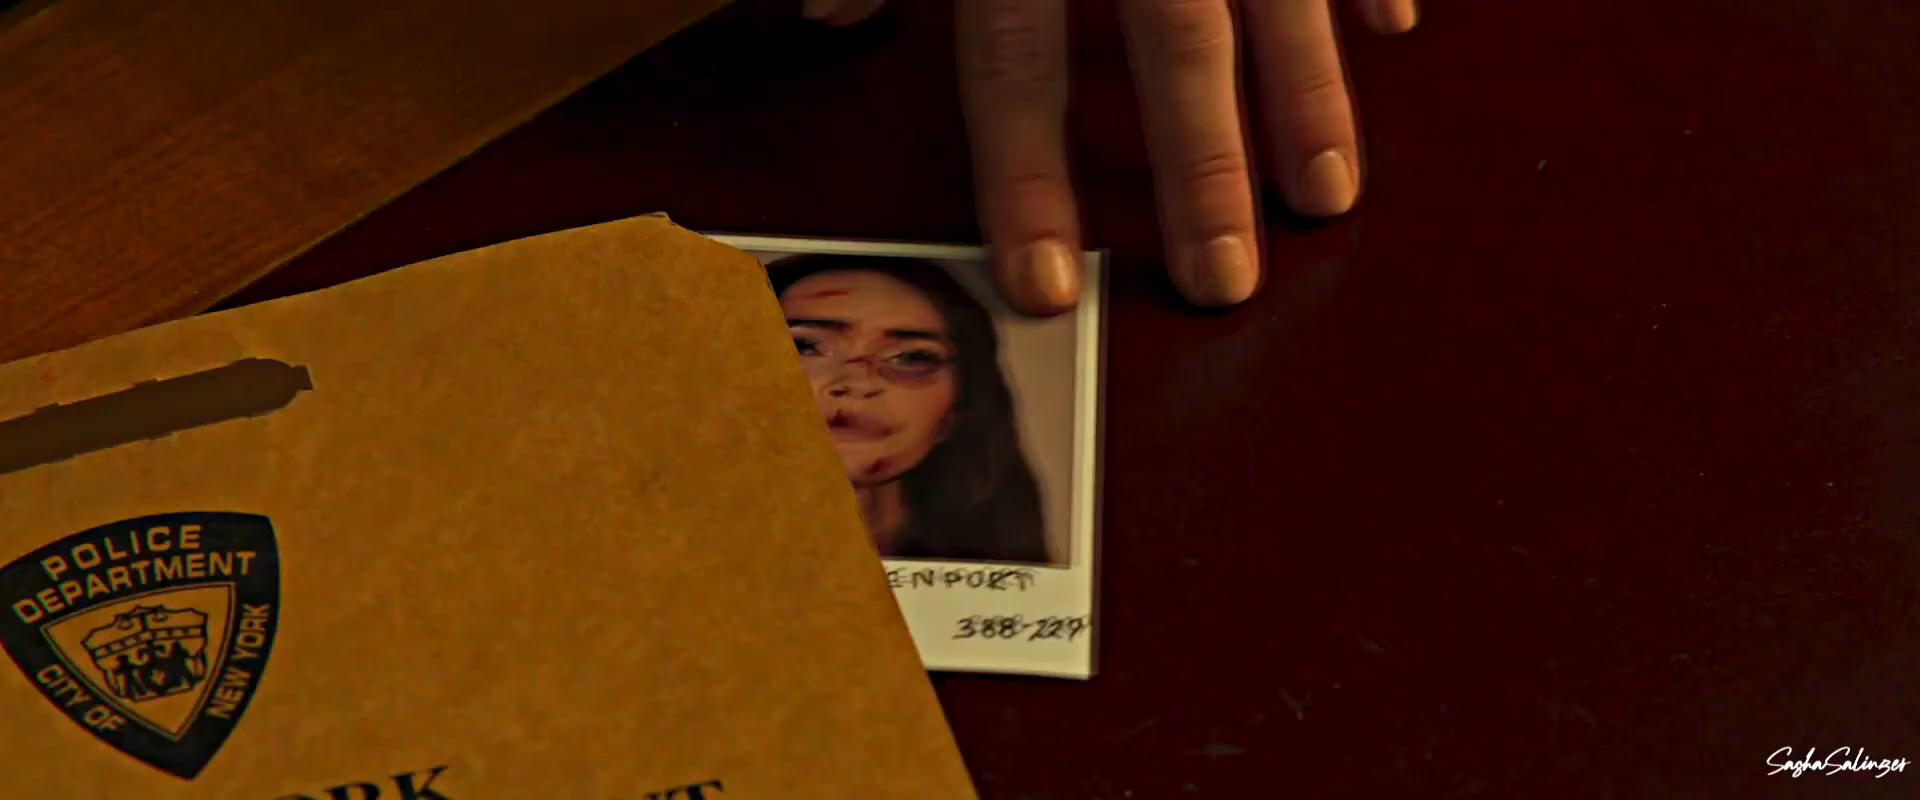 POLICE
DEPARTMENT
CITY OF
NEW YORK
ENPORT
388-229
SashaSalinger